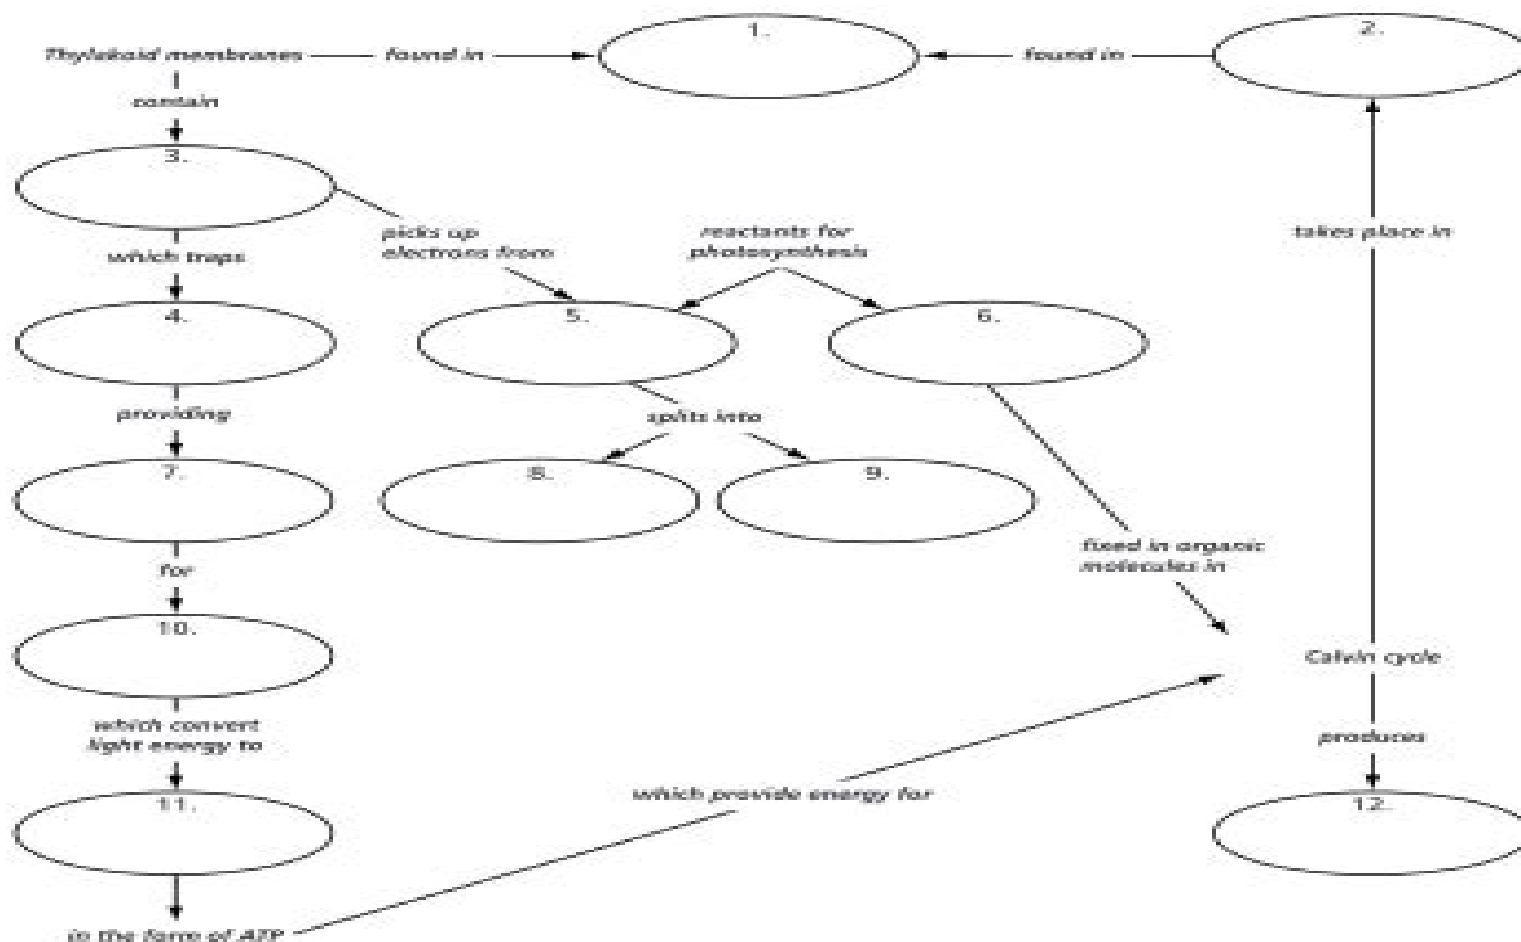 1.
2.
Thylakoid membranes
found in
found in
contain
3.
picks up
electrons from
reactants for
photosynthesis
takes place in
which traps
4.
5.
6.
providing
splits into
7.
8.
9.
fixed in organic
molecules in
for
10.
Calvin cycle
which convert
light energy to
produces
11.
which provide energy for
12.
in the form of ATP